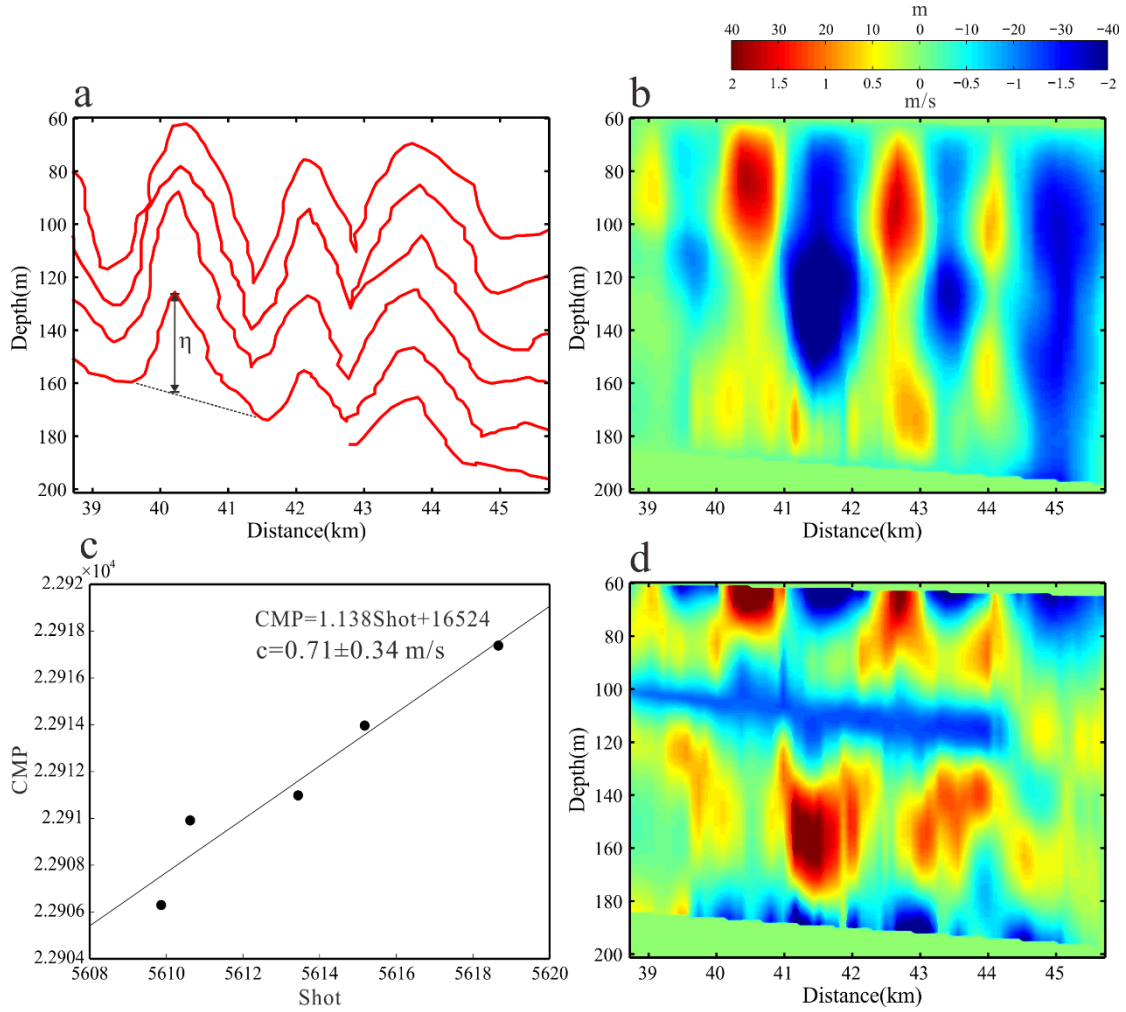 m
40 30 20 10 0 −10 −20 −30 −40
2 1.5 1 0.5 0 −0.5 −1 −1.5 −2
m/s
a
60
80
100
120
140
160
180
200
Depth(m)
η
39 40 41 42 43 44 45
Distance(km)
b
60
80
100
120
140
160
180
200
Depth(m)
39 40 41 42 43 44 45
Distance(km)
c
×10⁴
2.292
2.2918
2.2916
2.2914
2.2912
2.291
2.2908
2.2906
2.2904
CMP
CMP=1.138Shot+16524
c=0.71±0.34 m/s
5608 5610 5612 5614 5616 5618 5620
Shot
d
60
80
100
120
140
160
180
200
Depth(m)
39 40 41 42 43 44 45
Distance(km)